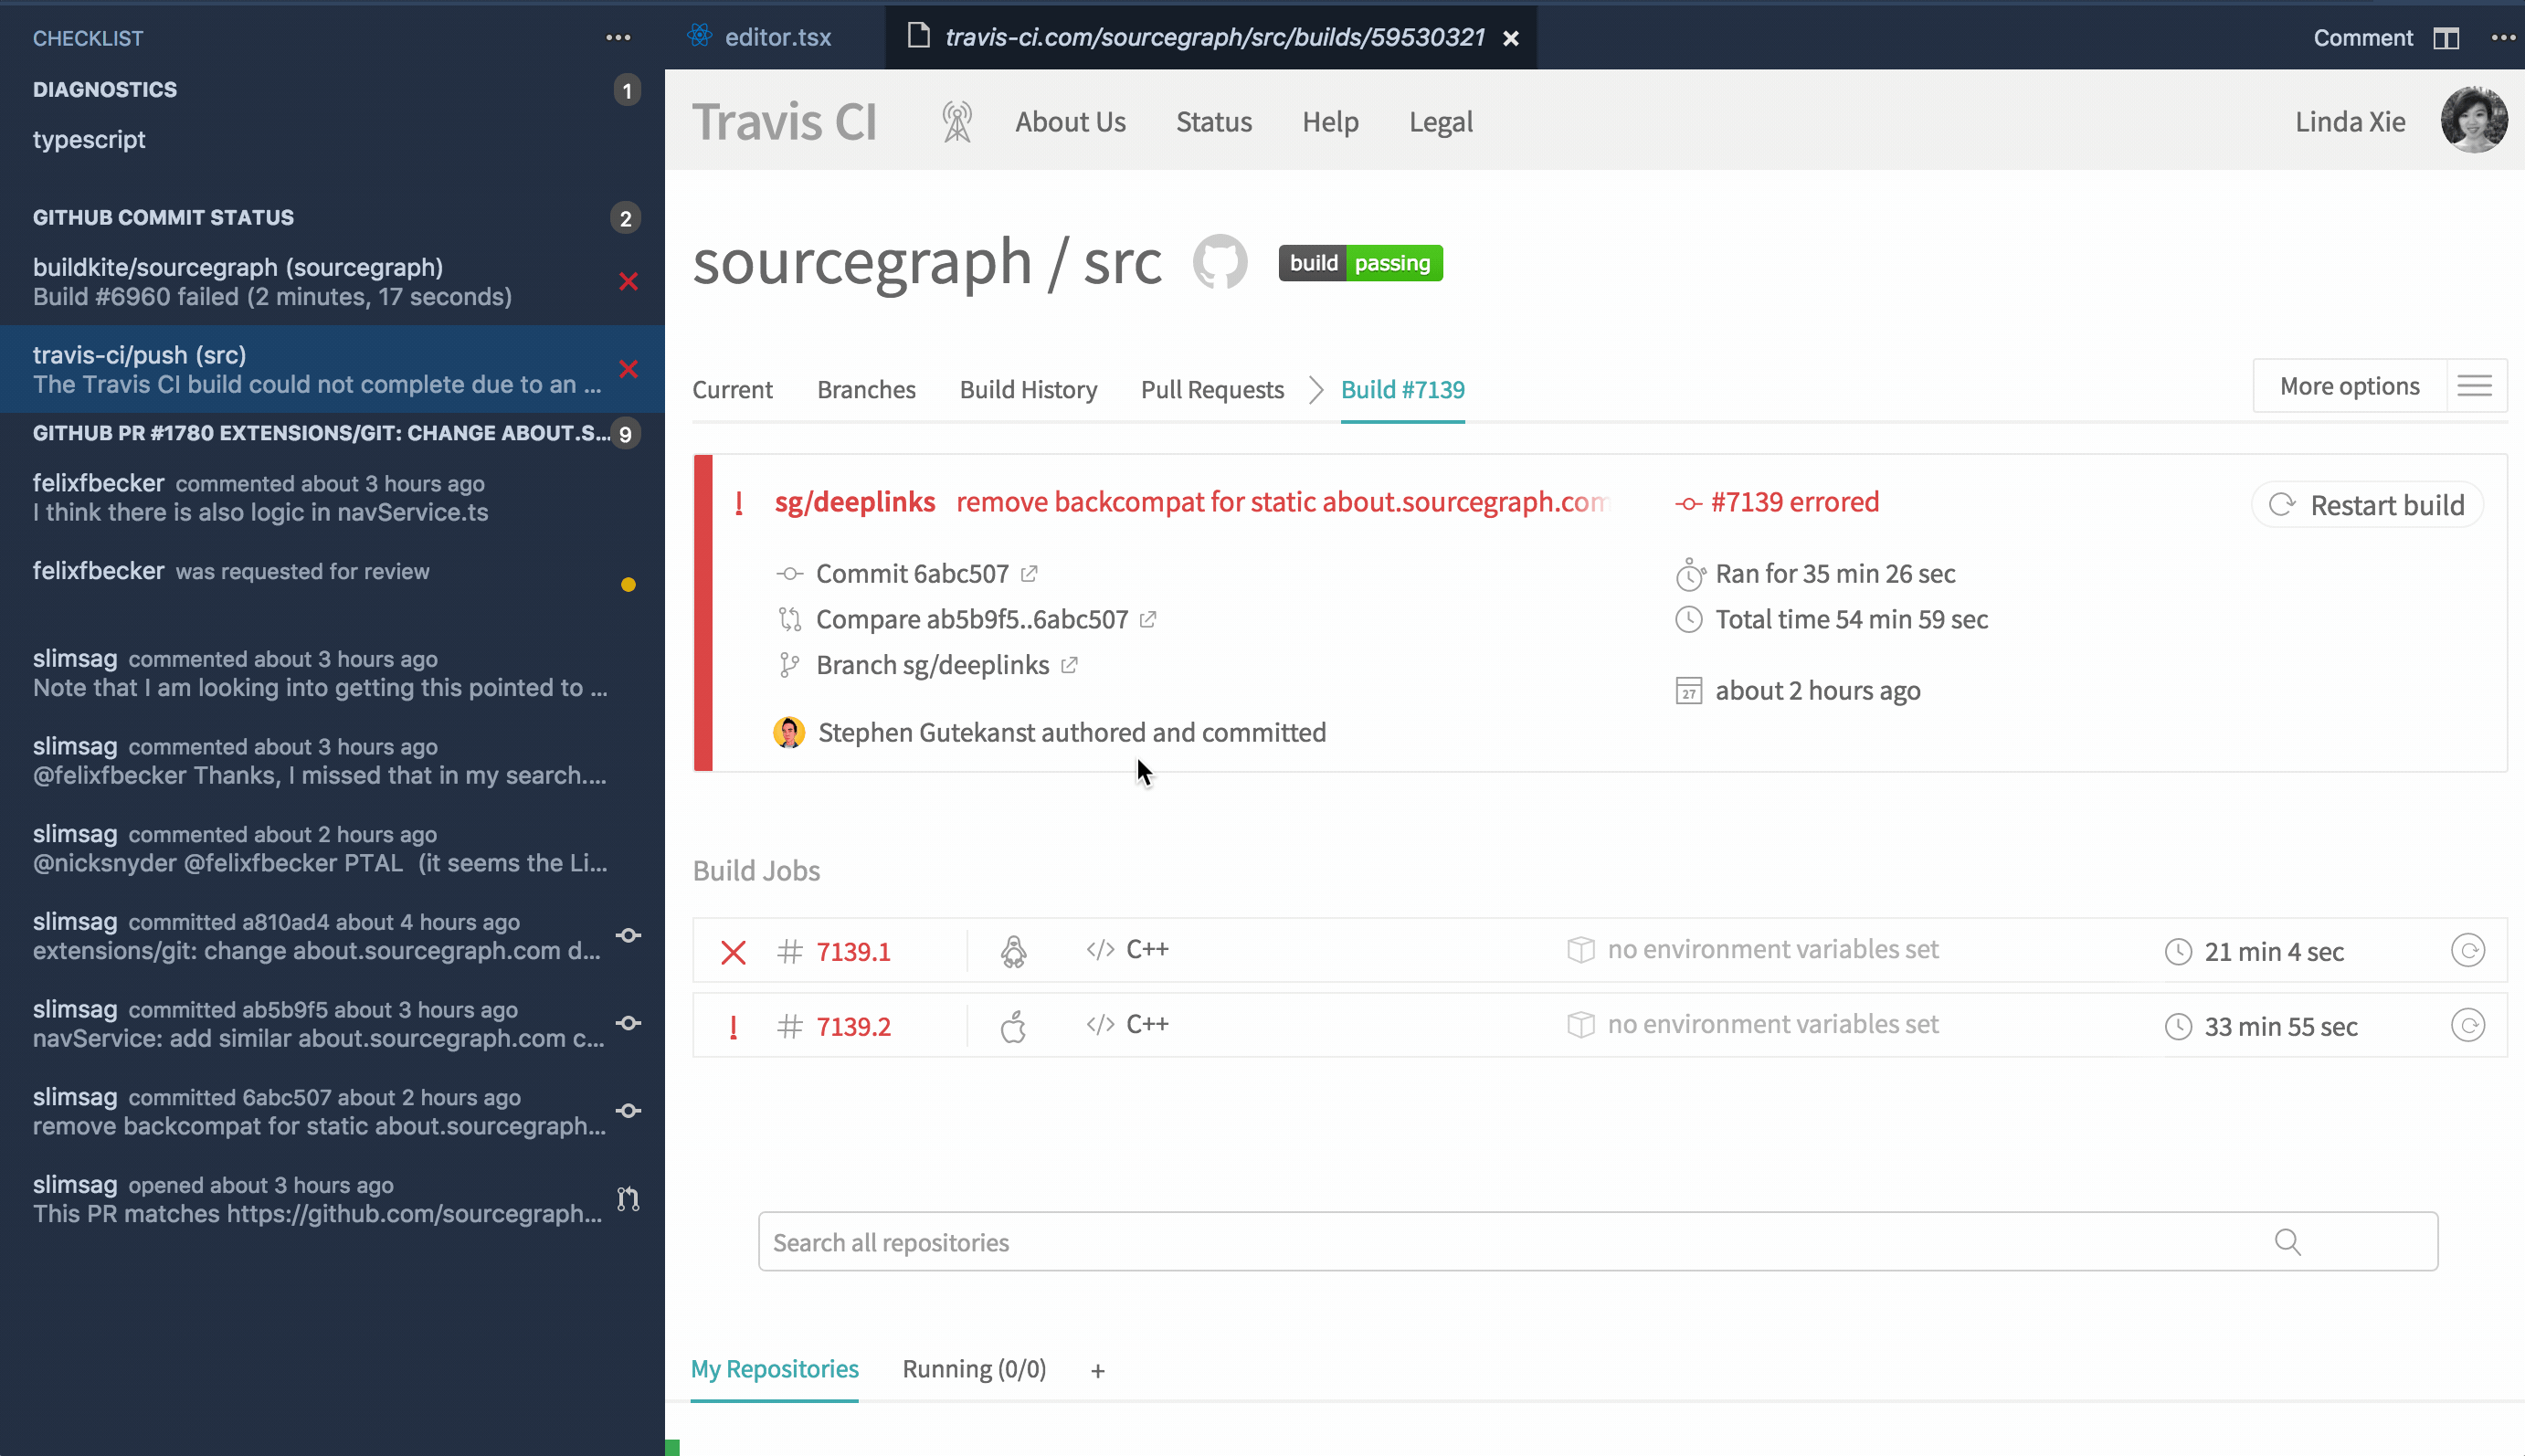 CHECKLIST
DIAGNOSTICS 1
typescript
GITHUB COMMIT STATUS 2
buildkite/sourcegraph (sourcegraph)
Build #6960 failed (2 minutes, 17 seconds)
travis-ci/push (src)
The Travis CI build could not complete due to an ...
GITHUB PR #1780 EXTENSIONS/GIT: CHANGE ABOUT.S... 9
felixfbecker commented about 3 hours ago
I think there is also logic in navService.ts
felixfbecker was requested for review
slimsag commented about 3 hours ago
Note that I am looking into getting this pointed to ...
slimsag commented about 3 hours ago
@felixfbecker Thanks, I missed that in my search....
slimsag commented about 2 hours ago
@nicksnyder @felixfbecker PTAL (it seems the Li...
slimsag committed a810ad4 about 4 hours ago
extensions/git: change about.sourcegraph.com d...
slimsag committed ab5b9f5 about 3 hours ago
navService: add similar about.sourcegraph.com c...
slimsag committed 6abc507 about 2 hours ago
remove backcompat for static about.sourcegraph...
slimsag opened about 3 hours ago
This PR matches https://github.com/sourcegraph...
editor.tsx
travis-ci.com/sourcegraph/src/builds/59530321
Comment
Travis CI
About Us
Status
Help
Legal
Linda Xie
sourcegraph / src
build passing
Current
Branches
Build History
Pull Requests
Build #7139
More options
sg/deeplinks remove backcompat for static about.sourcegraph.com
#7139 errored
Restart build
Commit 6abc507
Compare ab5b9f5..6abc507
Branch sg/deeplinks
Stephen Gutekanst authored and committed
Ran for 35 min 26 sec
Total time 54 min 59 sec
27 about 2 hours ago
Build Jobs
# 7139.1 </> C++ no environment variables set 21 min 4 sec
# 7139.2 </> C++ no environment variables set 33 min 55 sec
Search all repositories
My Repositories
Running (0/0)
+